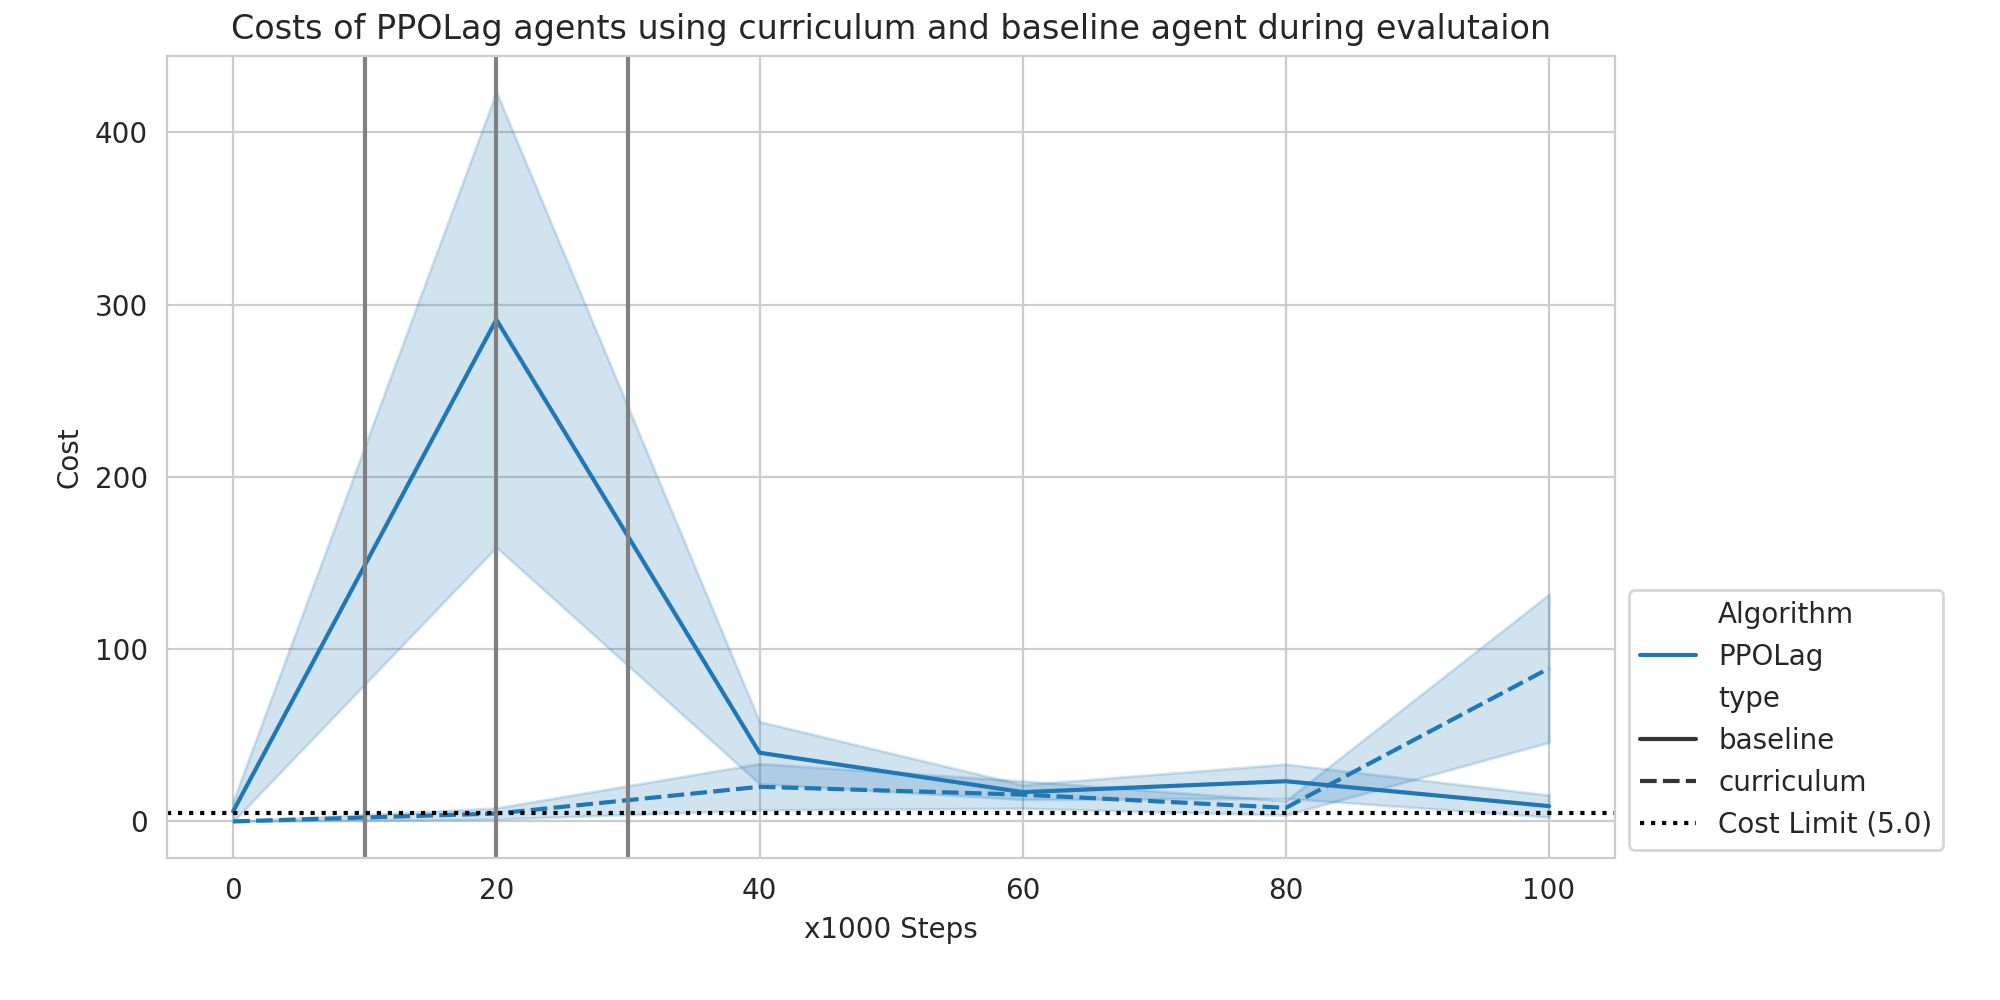 Costs of PPOLag agents using curriculum and baseline agent during evalutaion
400
300
200
100
0
Cost
0 20 40 60 80 100
x1000 Steps
Algorithm
PPOLag
type
baseline
curriculum
Cost Limit (5.0)